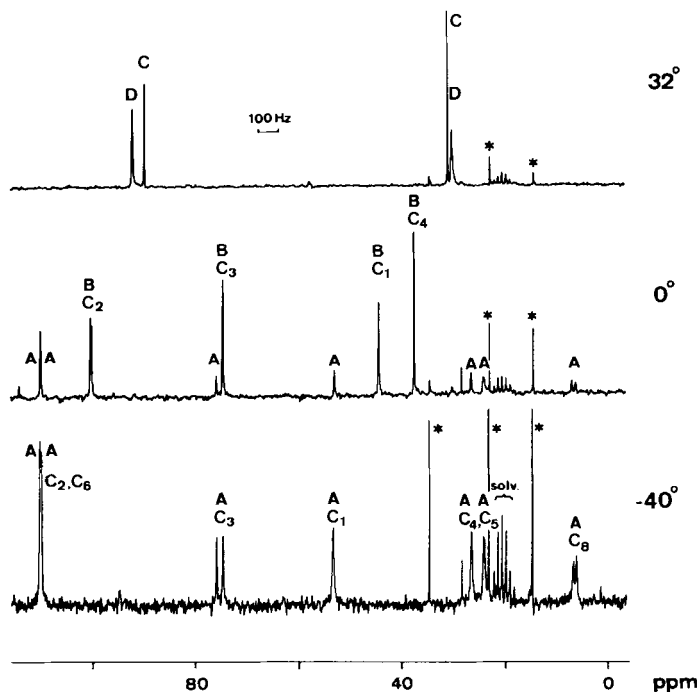 C
C
D
D
32°
100 Hz
*
*
B
C₄
B
C₃
B
C₁
B
C₂
0°
*
*
A A
A
A
A
A
A
*
*
*
-40°
A A
C₂,C₆
A
C₃
A
C₁
A A
C₄,C₅
solv.
A
C₈
80
40
0
ppm